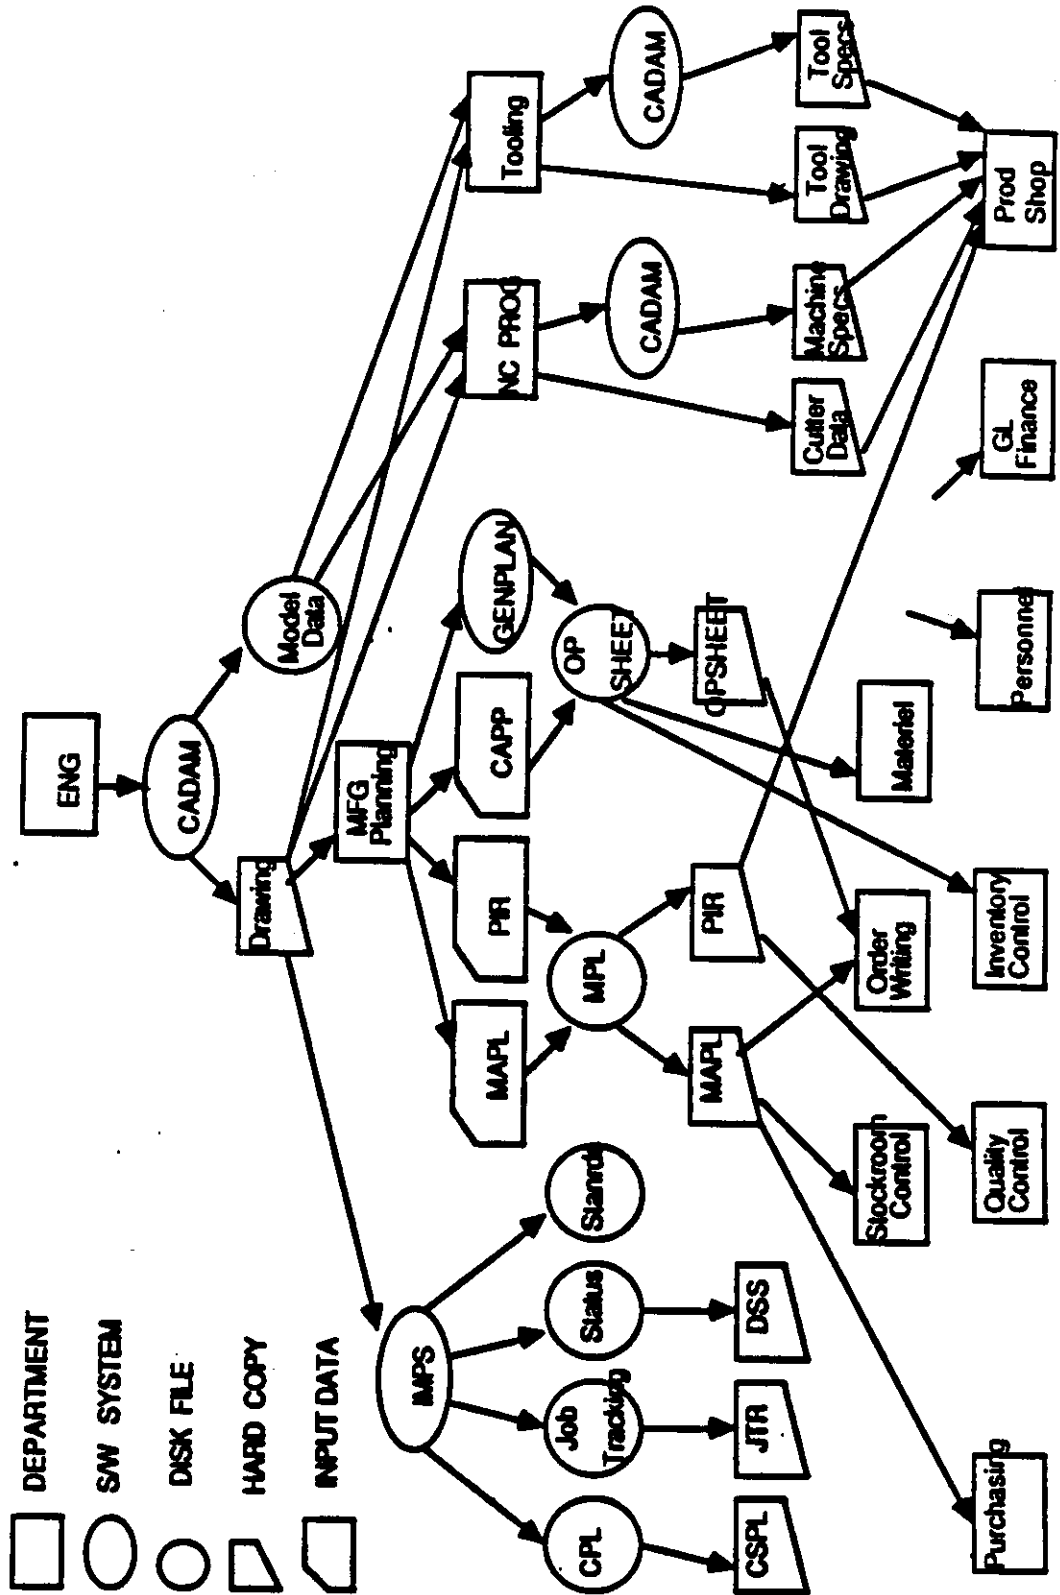 DEPARTMENT
S/W SYSTEM
DISK FILE
HARD COPY
INPUT DATA
ENG
CADAM
Drawing
Model
Data
MFG
Planning
IMPS
MAPL
PIR
CAPP
GENPLAN
NC PROG
Tooling
CPL
Job
Tracking
Status
Stanrds
MPL
OP
SHEET
CADAM
CADAM
CSPL
JTR
DSS
MAPL
PIR
OPSHEET
Cutter
Data
Machine
Specs
Tool
Drawing
Tool
Specs
Stockroom
Control
Order
Writing
Materiel
Purchasing
Quality
Control
Inventory
Control
Personnel
GL
Finance
Prod
Shop